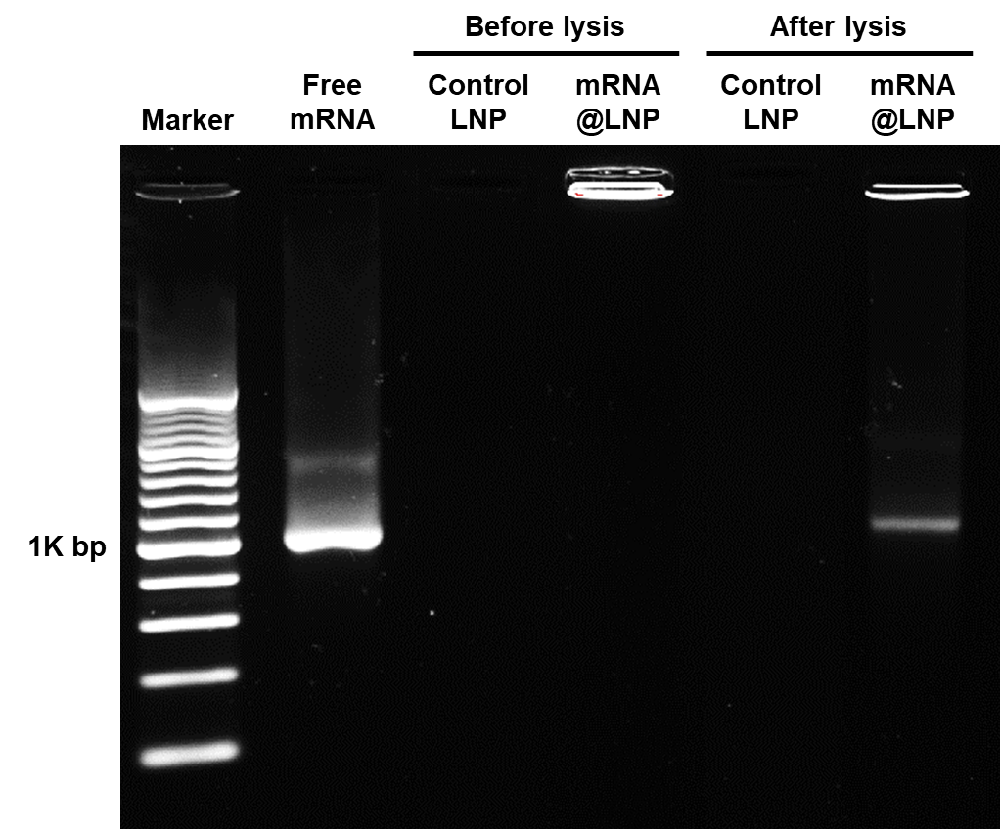 Before lysis
After lysis
Marker
Free
mRNA
Control
LNP
mRNA
@LNP
Control
LNP
mRNA
@LNP
1K bp